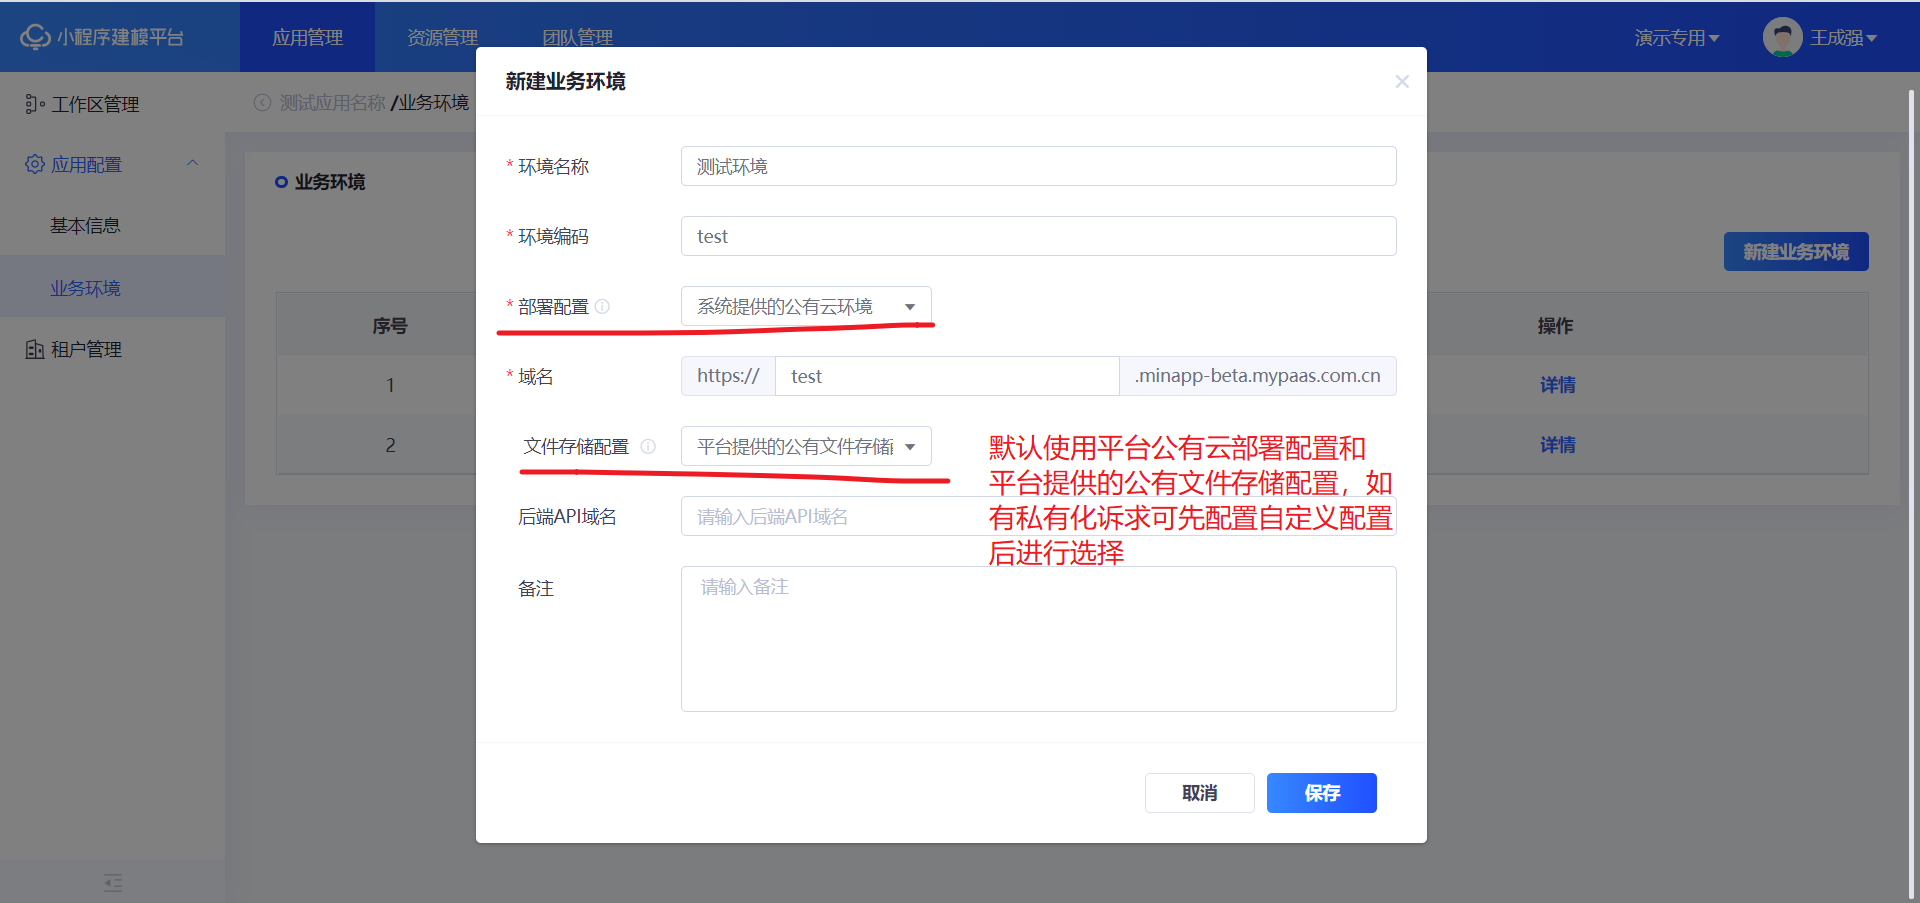 小程序建模平台
应用管理
资源管理
团队管理
演示专用
王成强
工作区管理
应用配置
基本信息
业务环境
租户管理
测试应用名称 /业务环境
业务环境
新建业务环境
序号
操作
1
详情
2
详情
新建业务环境
* 环境名称
测试环境
* 环境编码
test
* 部署配置
系统提供的公有云环境
* 域名
https://
test
.minapp-beta.mypaas.com.cn
文件存储配置
平台提供的公有文件存储
默认使用平台公有云部署配置和
平台提供的公有文件存储配置，如
有私有化诉求可先配置自定义配置
后进行选择
后端API域名
请输入后端API域名
备注
请输入备注
取消
保存